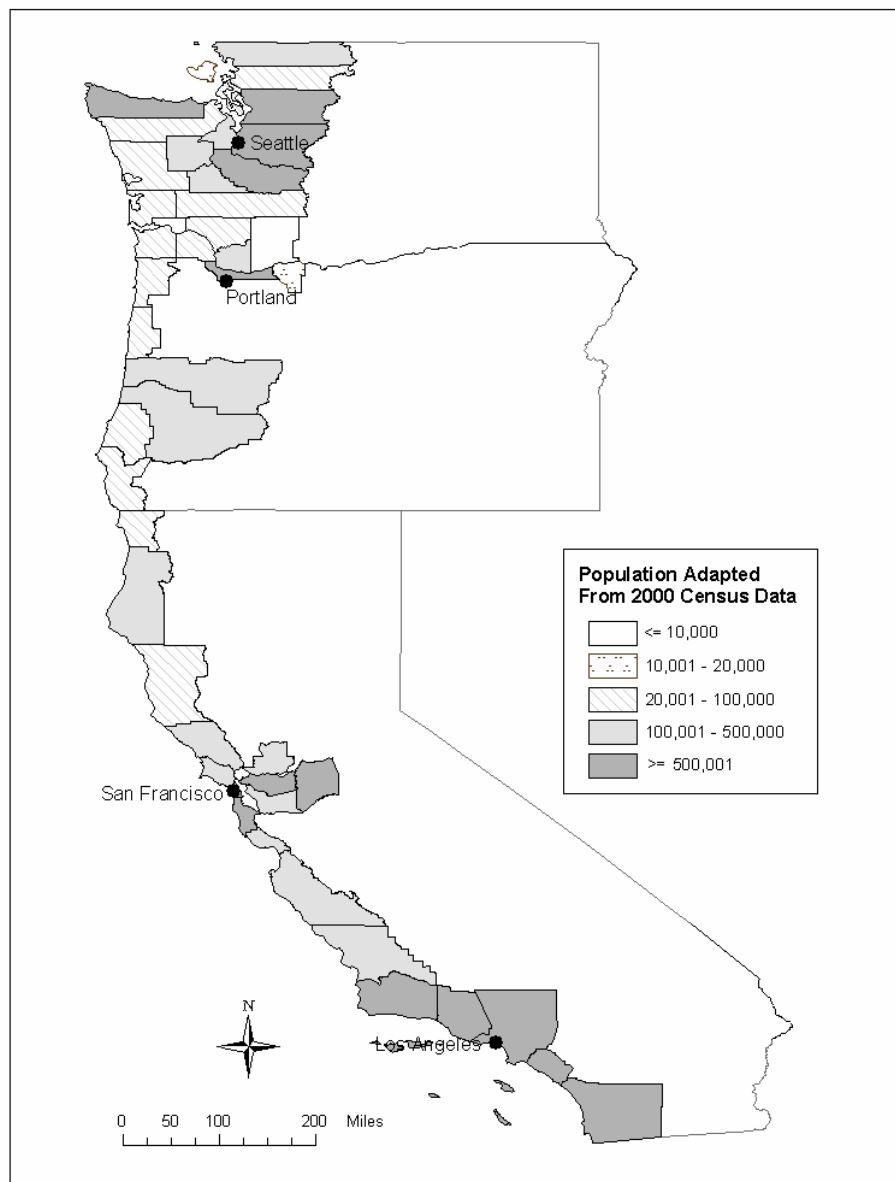 Seattle
Portland
Population Adapted
From 2000 Census Data
<= 10,000
10,001 - 20,000
20,001 - 100,000
100,001 - 500,000
>= 500,001
San Francisco
N
Los Angeles
0 50 100 200 Miles